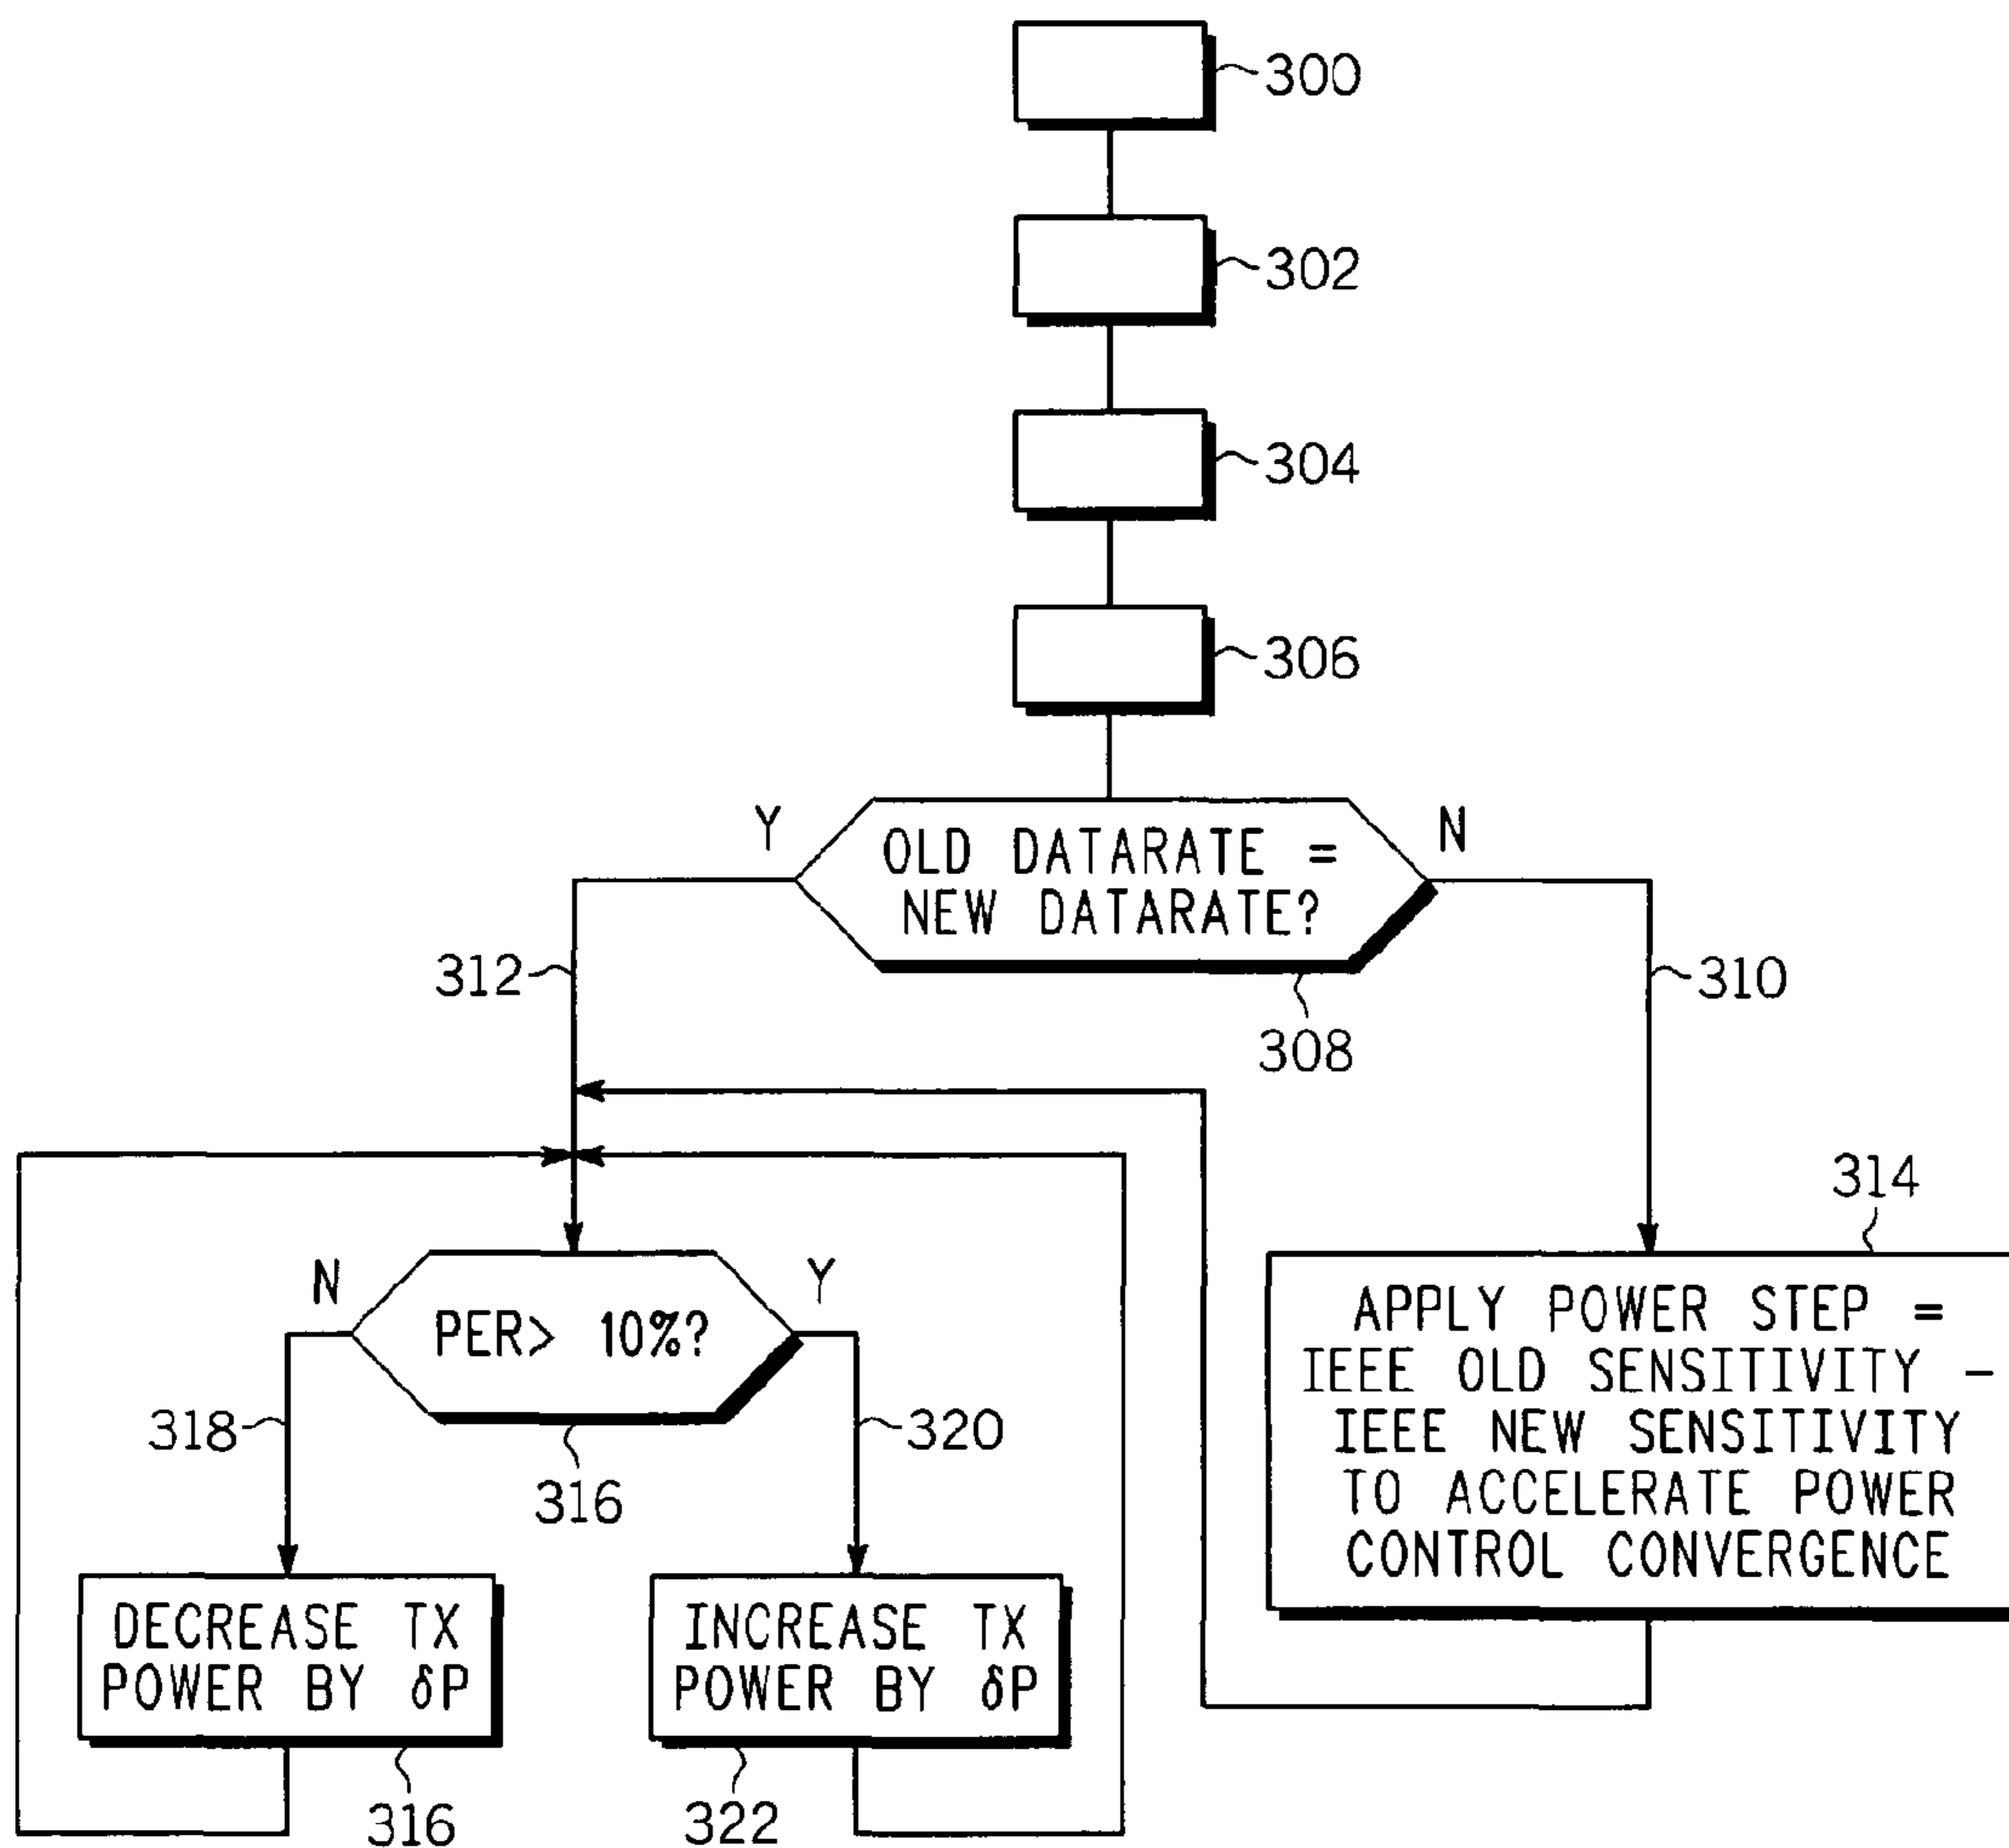 300
302
304
306
Y
N
OLD DATARATE =
NEW DATARATE?
312
310
308
314
N
Y
PER> 10%?
318
320
316
APPLY POWER STEP =
IEEE OLD SENSITIVITY –
IEEE NEW SENSITIVITY
TO ACCELERATE POWER
CONTROL CONVERGENCE
DECREASE TX
POWER BY δP
INCREASE TX
POWER BY δP
316
322